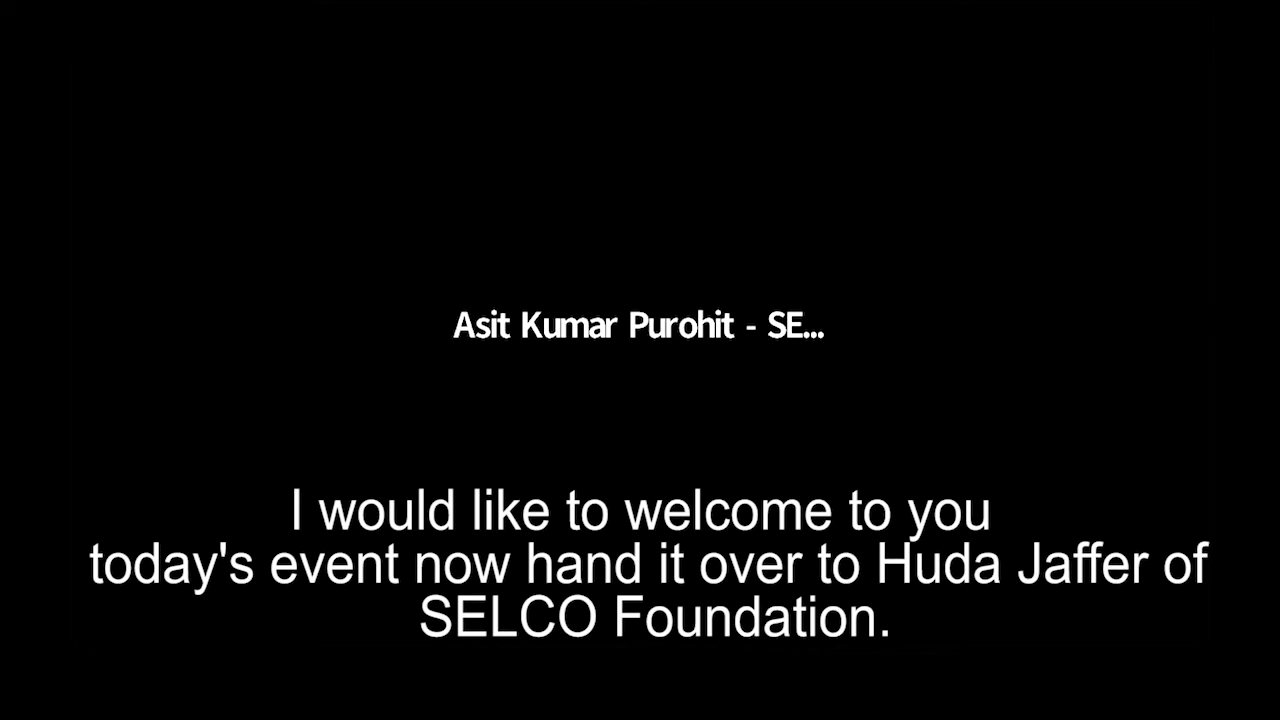 Asit Kumar Purohit - SE...
I would like to welcome to you
today's event now hand it over to Huda Jaffer of
SELCO Foundation.